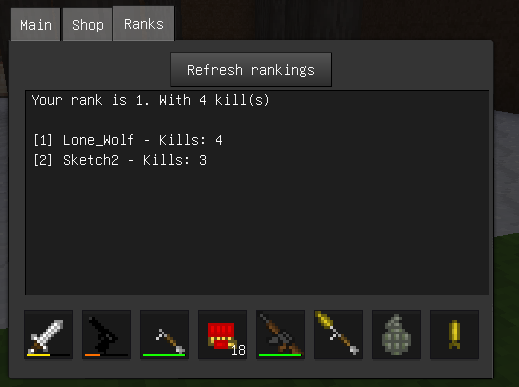 Main
Shop
Ranks
Refresh rankings
Your rank is 1. With 4 kill(s)
[1] Lone_Wolf - Kills: 4
[2] Sketch2 - Kills: 3
18